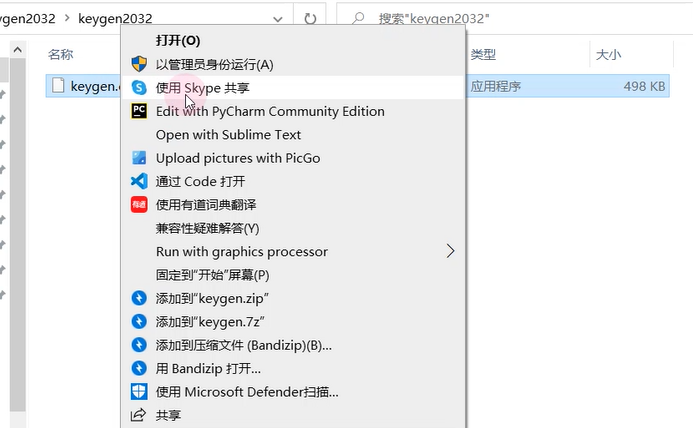 ygen2032 > keygen2032
搜索"keygen2032"
名称
类型
大小
keygen.
应用程序
498 KB
打开(O)
以管理员身份运行(A)
使用 Skype 共享
PC
Edit with PyCharm Community Edition
Open with Sublime Text
Upload pictures with PicGo
通过 Code 打开
有道
使用有道词典翻译
兼容性疑难解答(Y)
Run with graphics processor
固定到"开始"屏幕(P)
添加到"keygen.zip"
添加到"keygen.7z"
添加到压缩文件 (Bandizip)(B)...
用 Bandizip 打开...
使用 Microsoft Defender扫描...
共享